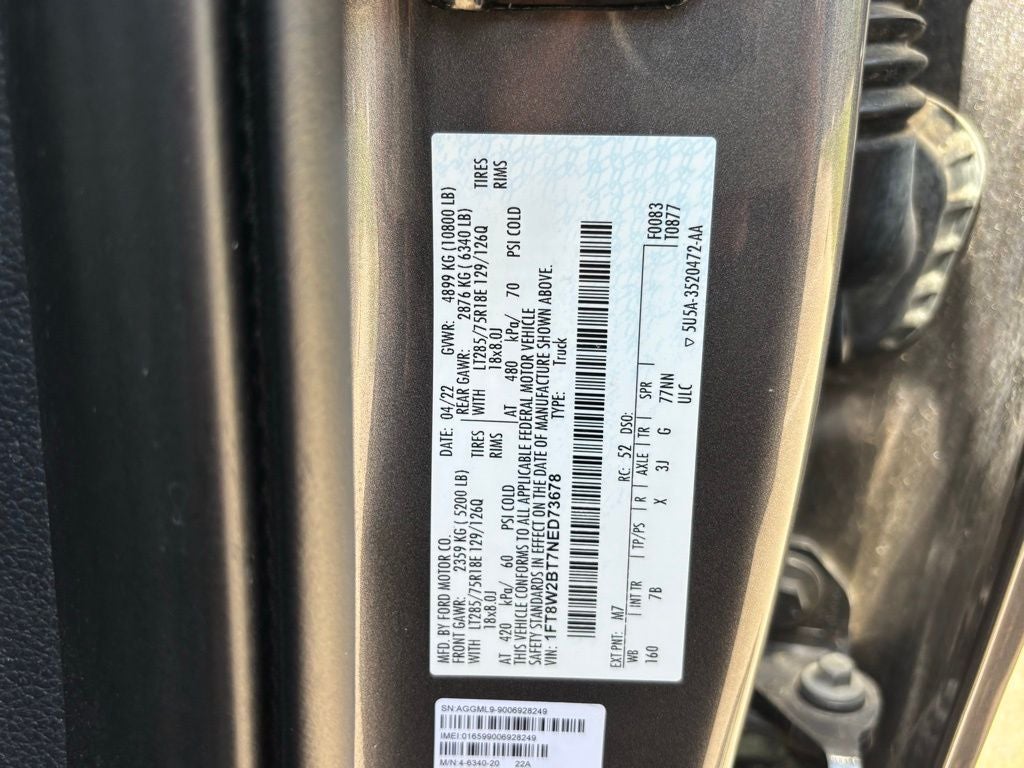 MFD. BY FORD MOTOR CO.
DATE: 04/22 GVWR: 4899 KG (10800 LB)
FRONT GAWR: 2359 KG (5200 LB)
REAR GAWR: 2876 KG (6340 LB)
WITH LT285/75R18E 129/126Q TIRES
WITH LT285/75R18E 129/126Q TIRES
18x8.0J RIMS
18x8.0J RIMS
AT 420 kPa/ 60 PSI COLD
AT 480 kPa/ 70 PSI COLD
THIS VEHICLE CONFORMS TO ALL APPLICABLE FEDERAL MOTOR VEHICLE
SAFETY STANDARDS IN EFFECT ON THE DATE OF MANUFACTURE SHOWN ABOVE.
VIN: 1FT8W2BT7NED73678 TYPE: Truck
EXT PNT: M7 RC: 52 DSO:
WB INT TR TP/PS R AXLE TR SPR F0083
160 7B X 3J G 77NN T0877
ULC
▽ 5U5A-3520472-AA
SN:AGGML9-9006928249
IMEI:016599006928249
M/N:4-6340-20 22A